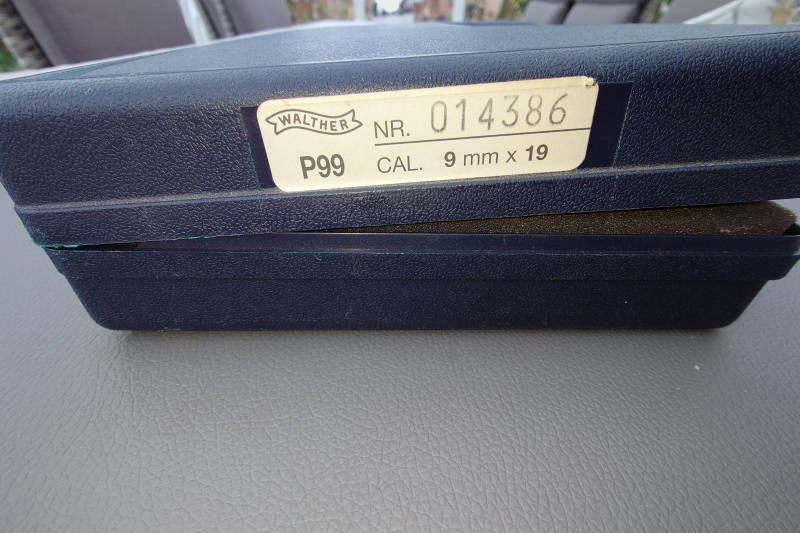 WALTHER
P99
NR. 014386
CAL. 9 mm x 19